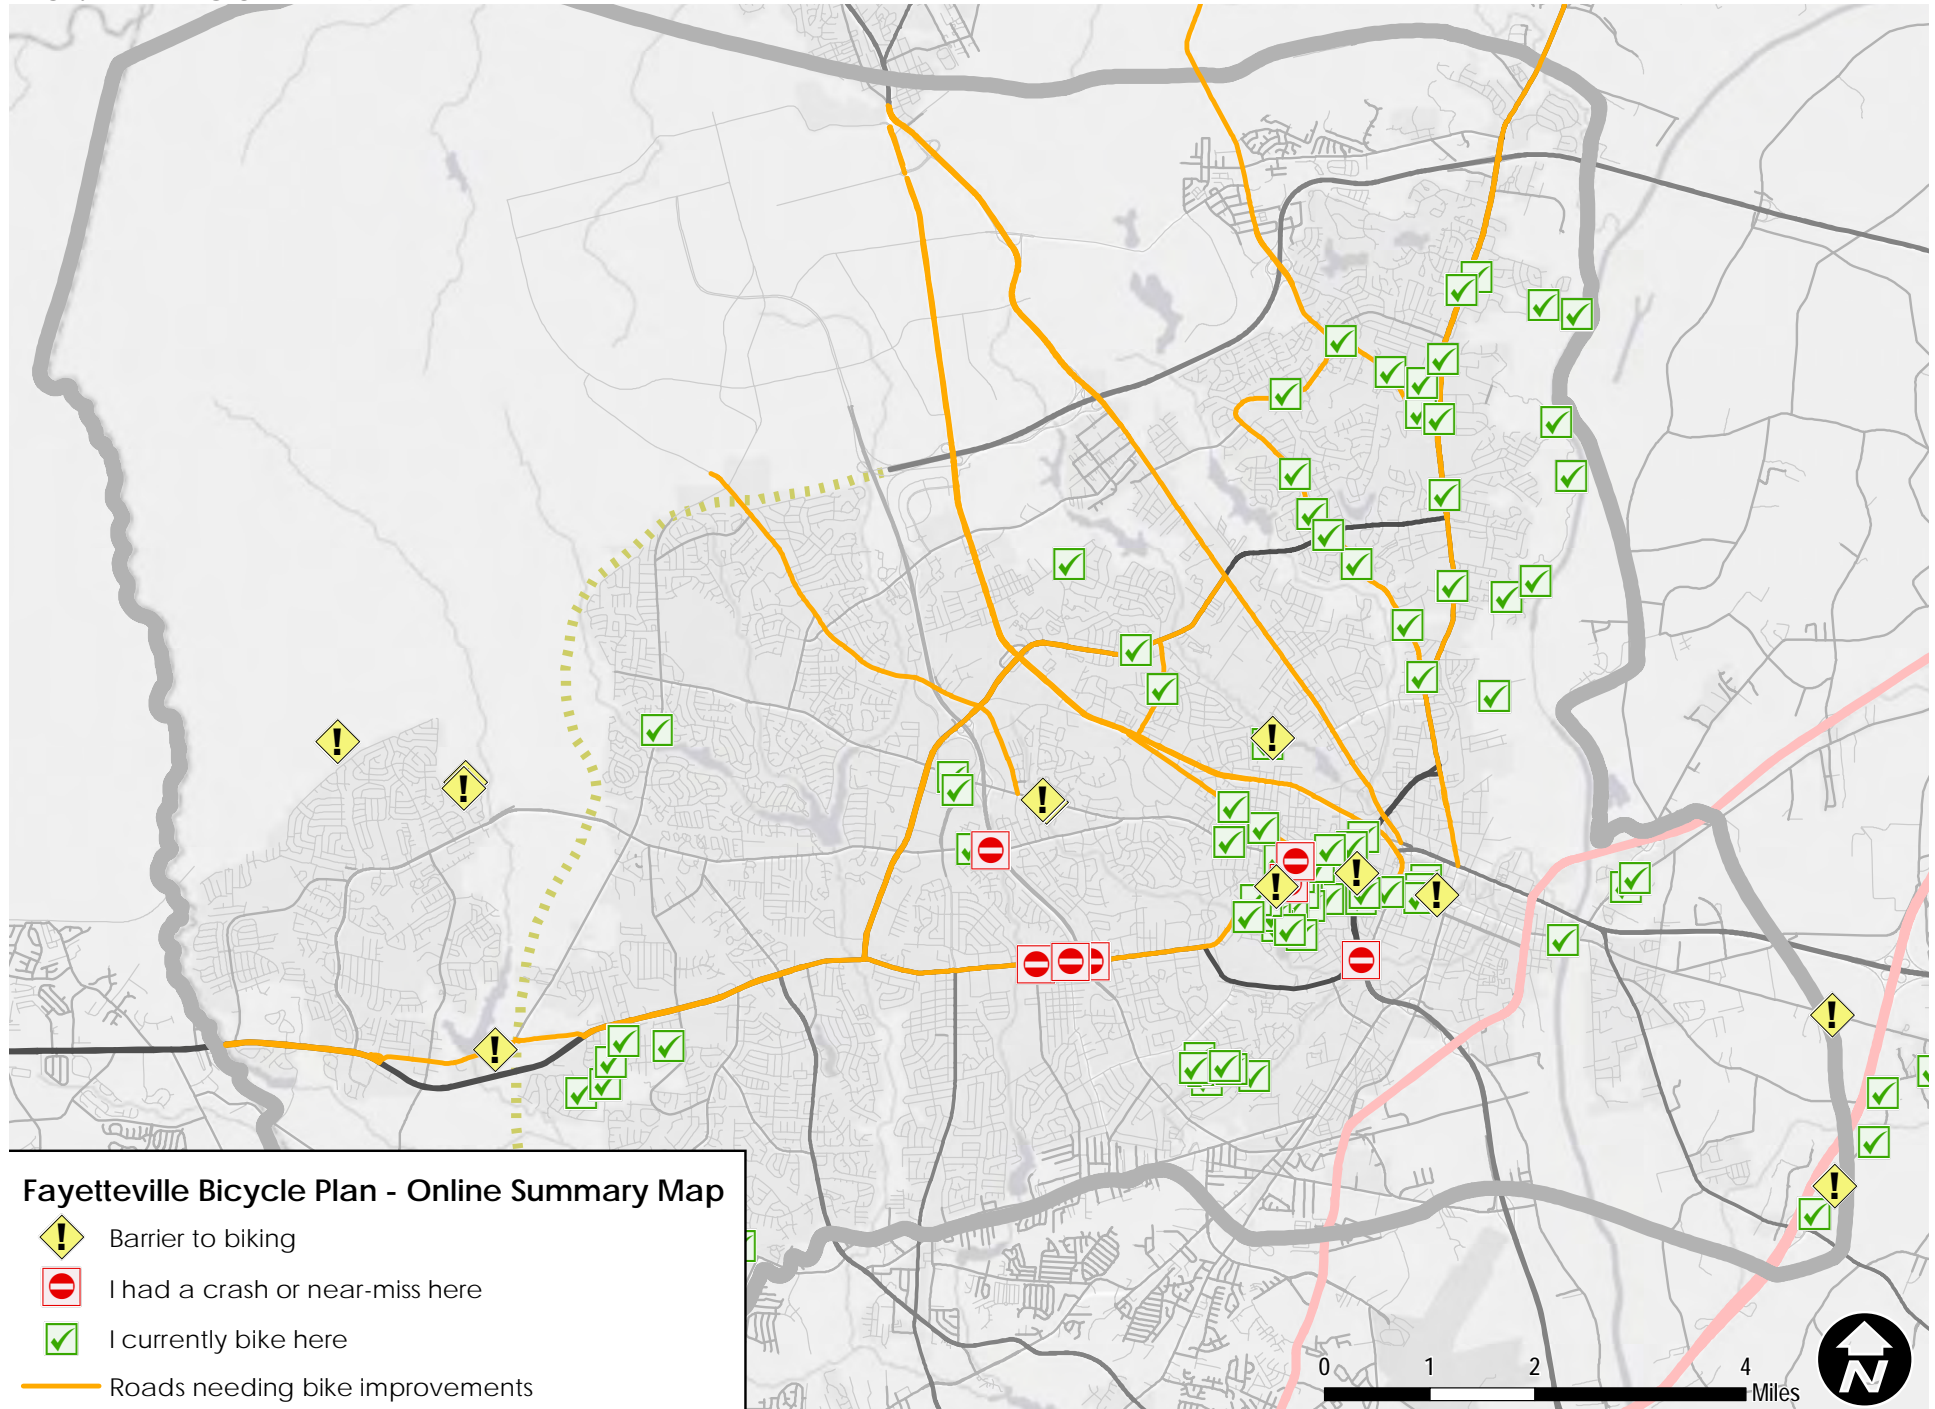 Fayetteville Bicycle Plan - Online Summary Map
! Barrier to biking
I had a crash or near-miss here
I currently bike here
Roads needing bike improvements
0 1 2 4
Miles
N